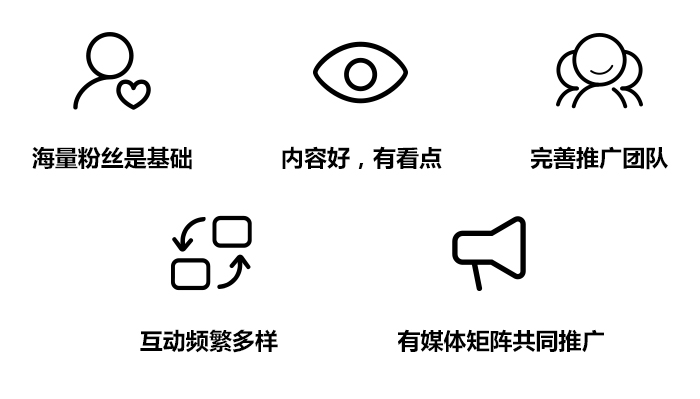 海量粉丝是基础
内容好，有看点
完善推广团队
互动频繁多样
有媒体矩阵共同推广